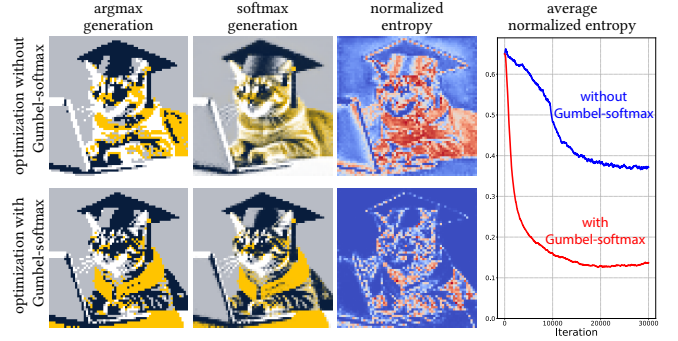 argmax
generation
softmax
generation
normalized
entropy
average
normalized entropy
optimization without
Gumbel-softmax
optimization with
Gumbel-softmax
0.6
0.5
0.4
0.3
0.2
0.1
0.0
without
Gumbel-softmax
with
Gumbel-softmax
0
10000
20000
30000
Iteration